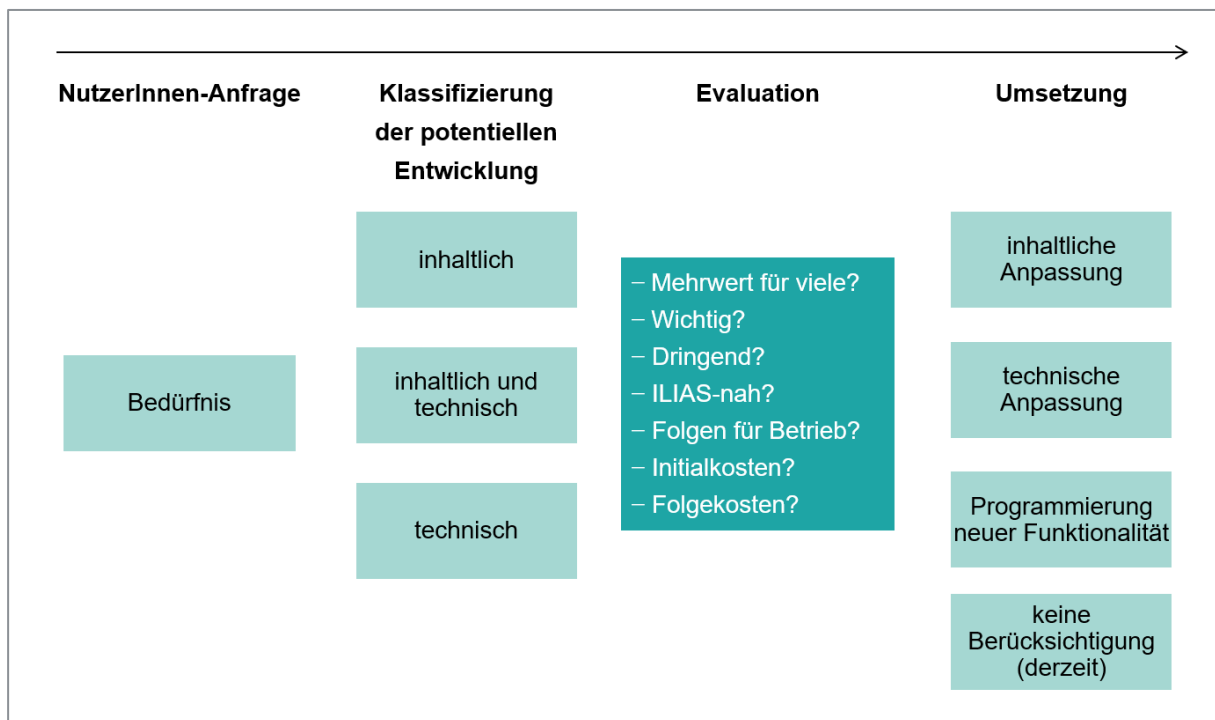 NutzerInnen-Anfrage
Klassifizierung
der potentiellen
Entwicklung
Evaluation
Umsetzung
Bedürfnis
inhaltlich
inhaltlich und
technisch
technisch
– Mehrwert für viele?
– Wichtig?
– Dringend?
– ILIAS-nah?
– Folgen für Betrieb?
– Initialkosten?
– Folgekosten?
inhaltliche
Anpassung
technische
Anpassung
Programmierung
neuer Funktionalität
keine
Berücksichtigung
(derzeit)